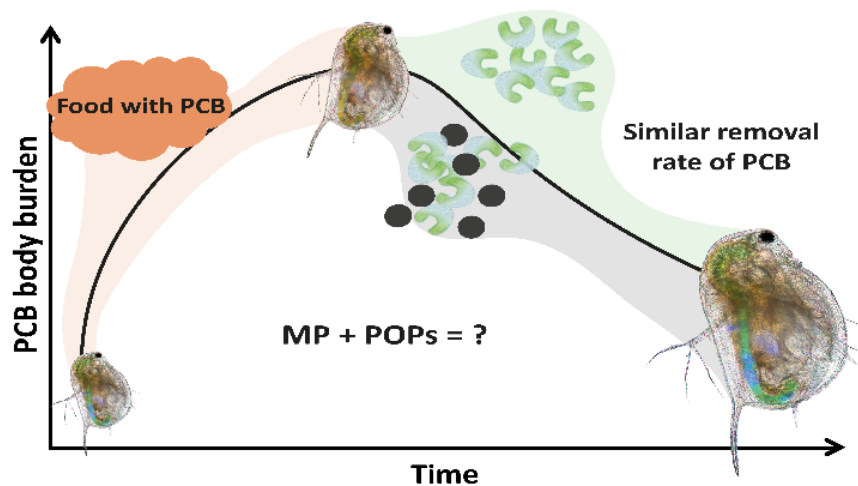 Food with PCB
Similar removal
rate of PCB
PCB body burden
MP + POPs = ?
Time